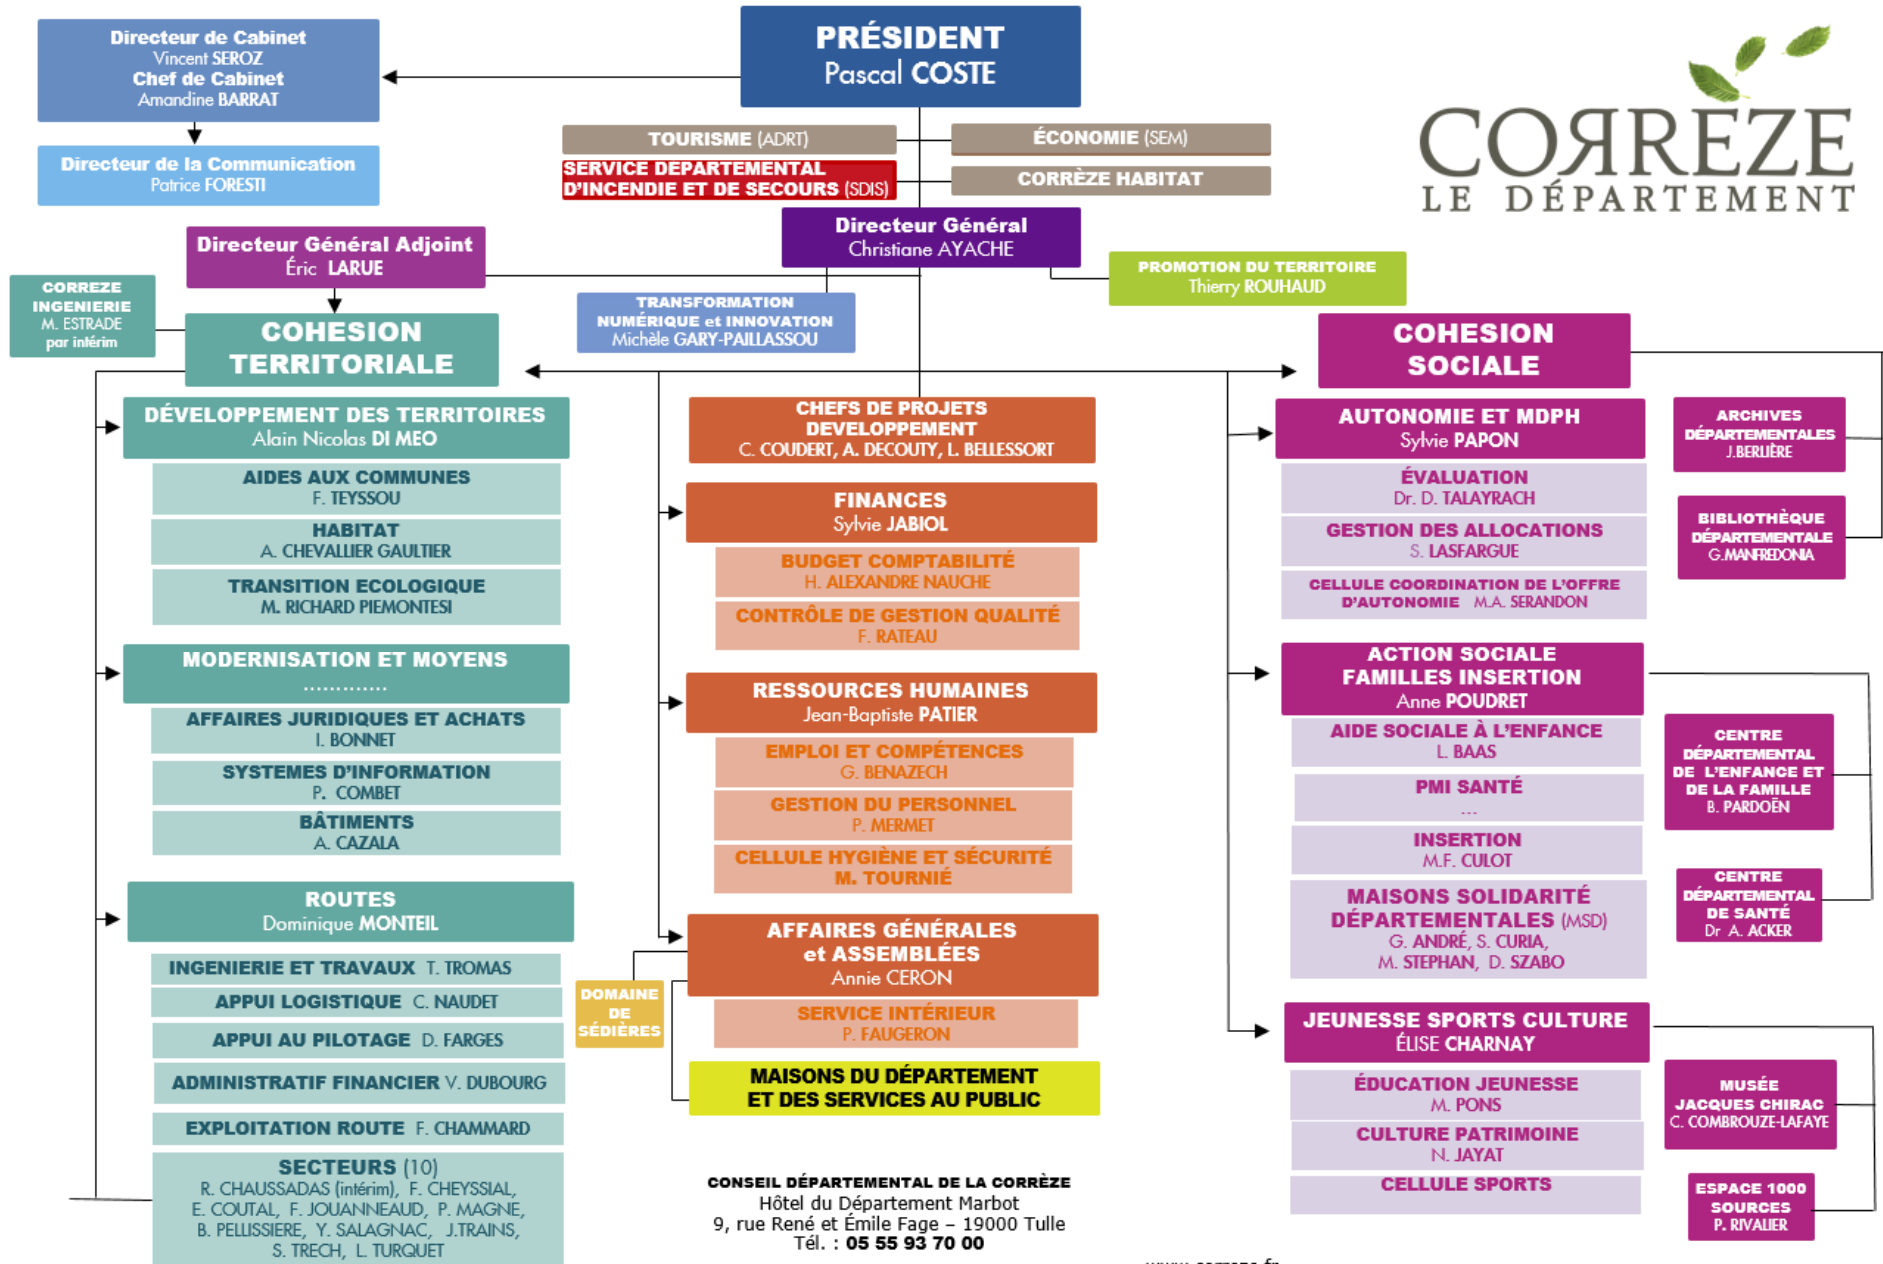 Directeur de Cabinet
Vincent SEROZ
Chef de Cabinet
Amandine BARRAT
Directeur de la Communication
Patrice FORESTI
PRÉSIDENT
Pascal COSTE
TOURISME (ADRT)
ÉCONOMIE (SEM)
SERVICE DEPARTEMENTAL
D'INCENDIE ET DE SECOURS (SDIS)
CORRÈZE HABITAT
CORRÈZE
LE DÉPARTEMENT
Directeur Général
Christiane AYACHE
Directeur Général Adjoint
Éric LARUE
PROMOTION DU TERRITOIRE
Thierry ROUHAUD
TRANSFORMATION
NUMÉRIQUE et INNOVATION
Michèle GARY-PAILLASSOU
CORREZE
INGENIERIE
M. ESTRADE
par intérim
COHESION
TERRITORIALE
DÉVELOPPEMENT DES TERRITOIRES
Alain Nicolas DI MEO
AIDES AUX COMMUNES
F. TEYSSOU
HABITAT
A. CHEVALLIER GAULTIER
TRANSITION ECOLOGIQUE
M. RICHARD PIEMONTESI
MODERNISATION ET MOYENS
.............
AFFAIRES JURIDIQUES ET ACHATS
I. BONNET
SYSTEMES D'INFORMATION
P. COMBET
BÂTIMENTS
A. CAZALA
ROUTES
Dominique MONTEIL
INGENIERIE ET TRAVAUX T. TROMAS
APPUI LOGISTIQUE C. NAUDET
APPUI AU PILOTAGE D. FARGES
ADMINISTRATIF FINANCIER V. DUBOURG
EXPLOITATION ROUTE F. CHAMMARD
SECTEURS (10)
R. CHAUSSADAS (intérim), F. CHEYSSIAL,
E. COUTAL, F. JOUANNEAUD, P. MAGNE,
B. PELLISSIERE, Y. SALAGNAC, J.TRAINS,
S. TRECH, L. TURQUET
CHEFS DE PROJETS
DEVELOPPEMENT
C. COUDERT, A. DECOUTY, L. BELLESSORT
FINANCES
Sylvie JABIOL
BUDGET COMPTABILITÉ
H. ALEXANDRE NAUCHE
CONTRÔLE DE GESTION QUALITÉ
F. RATEAU
RESSOURCES HUMAINES
Jean-Baptiste PATIER
EMPLOI ET COMPÉTENCES
G. BENAZECH
GESTION DU PERSONNEL
P. MERMET
CELLULE HYGIÈNE ET SÉCURITÉ
M. TOURNIÉ
AFFAIRES GÉNÉRALES
et ASSEMBLÉES
Annie CERON
DOMAINE
DE
SÉDIÈRES
SERVICE INTÉRIEUR
P. FAUGERON
MAISONS DU DÉPARTEMENT
ET DES SERVICES AU PUBLIC
CONSEIL DÉPARTEMENTAL DE LA CORRÈZE
Hôtel du Département Marbot
9, rue René et Émile Fage – 19000 Tulle
Tél. : 05 55 93 70 00
COHESION
SOCIALE
AUTONOMIE ET MDPH
Sylvie PAPON
ÉVALUATION
Dr. D. TALAYRACH
GESTION DES ALLOCATIONS
S. LASFARGUE
CELLULE COORDINATION DE L'OFFRE
D'AUTONOMIE M.A. SERANDON
ARCHIVES
DÉPARTEMENTALES
J.BERLIÈRE
BIBLIOTHÈQUE
DÉPARTEMENTALE
G.MANFREDONIA
ACTION SOCIALE
FAMILLES INSERTION
Anne POUDRET
AIDE SOCIALE À L'ENFANCE
L. BAAS
PMI SANTÉ
...
INSERTION
M.F. CULOT
MAISONS SOLIDARITÉ
DÉPARTEMENTALES (MSD)
G. ANDRÉ, S. CURIA,
M. STEPHAN, D. SZABO
CENTRE
DÉPARTEMENTAL
DE L'ENFANCE ET
DE LA FAMILLE
B. PARDOËN
CENTRE
DÉPARTEMENTAL
DE SANTÉ
Dr A. ACKER
JEUNESSE SPORTS CULTURE
ÉLISE CHARNAY
ÉDUCATION JEUNESSE
M. PONS
CULTURE PATRIMOINE
N. JAYAT
CELLULE SPORTS
MUSÉE
JACQUES CHIRAC
C. COMBROUZE-LAFAYE
ESPACE 1000
SOURCES
P. RIVALIER
www.correze.fr